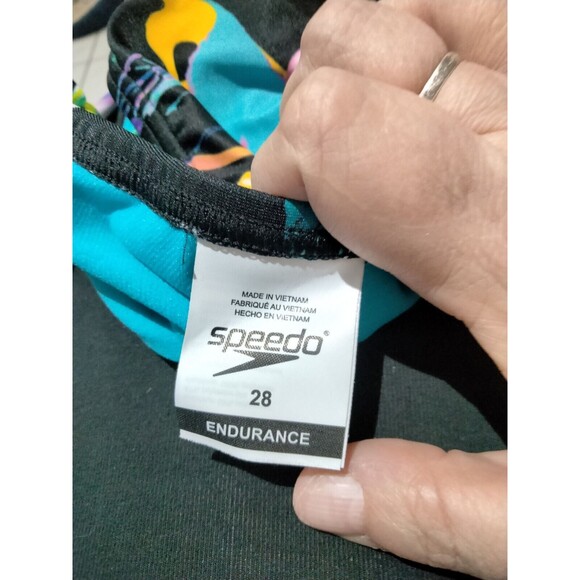 MADE IN VIETNAM
FABRIQUÉ AU VIETNAM
HECHO EN VIETNAM
speedo
28
ENDURANCE